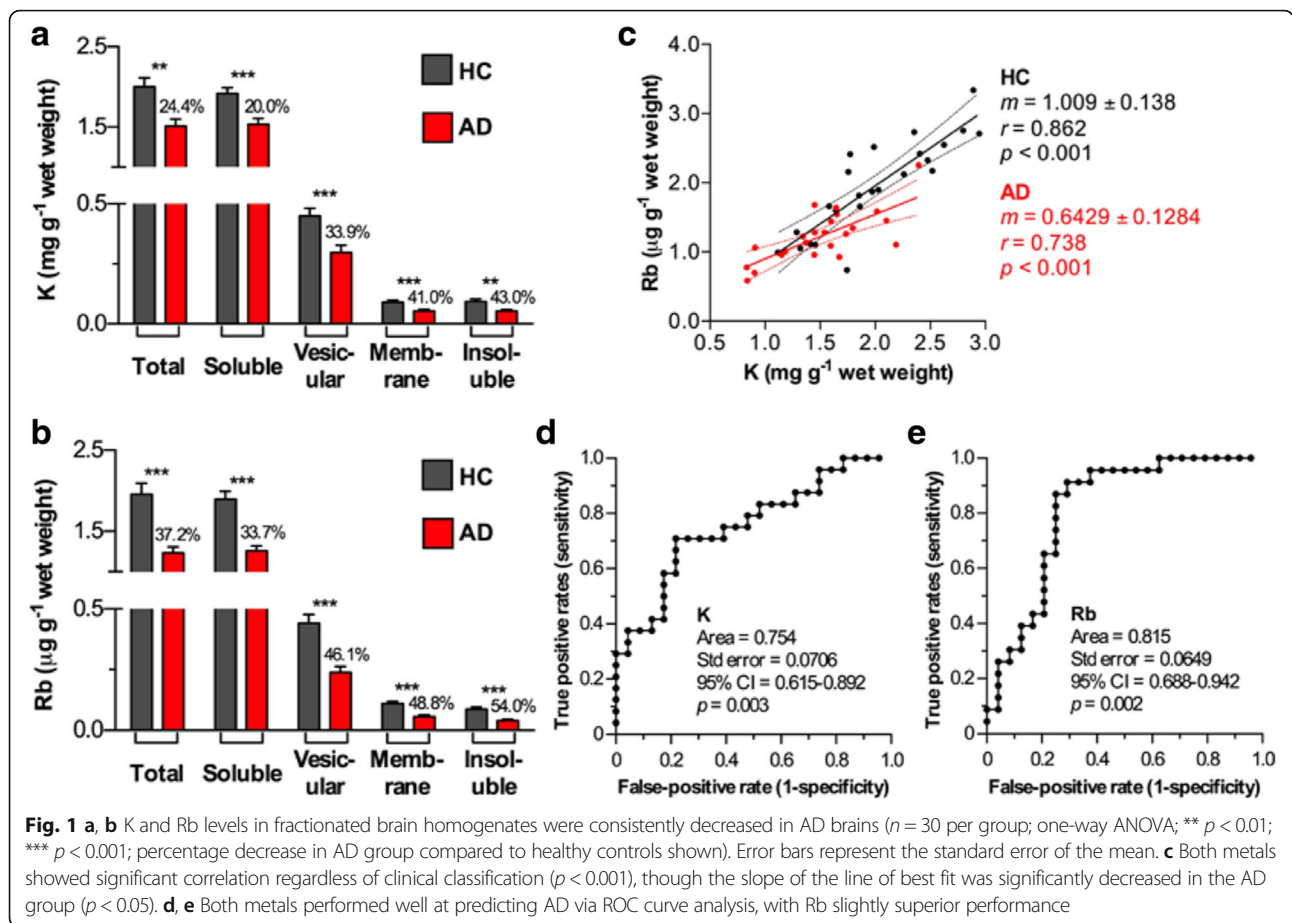 a
2.5
1.5
0.5
0.0
K (mg g⁻¹ wet weight)
** *** *** *** **
24.4% 20.0% 33.9% 41.0% 43.0%
HC
AD
Total Soluble Vesic-ular Memb-rane Insol-uble
c
4.0
3.0
2.0
1.0
0.0
Rb (µg g⁻¹ wet weight)
0.5 1.0 1.5 2.0 2.5 3.0
K (mg g⁻¹ wet weight)
HC
m = 1.009 ± 0.138
r = 0.862
p < 0.001
AD
m = 0.6429 ± 0.1284
r = 0.738
p < 0.001
b
2.5
1.5
0.5
0.0
Rb (µg g⁻¹ wet weight)
*** *** *** *** ***
37.2% 33.7% 46.1% 48.8% 54.0%
HC
AD
Total Soluble Vesic-ular Memb-rane Insol-uble
d
1.0
0.8
0.6
0.4
0.2
0
True positive rates (sensitivity)
K
Area = 0.754
Std error = 0.0706
95% CI = 0.615-0.892
p = 0.003
0 0.2 0.4 0.6 0.8 1.0
False-positive rate (1-specificity)
e
1.0
0.8
0.6
0.4
0.2
0
True positive rates (sensitivity)
Rb
Area = 0.815
Std error = 0.0649
95% CI = 0.688-0.942
p = 0.002
0 0.2 0.4 0.6 0.8 1.0
False-positive rate (1-specificity)
Fig. 1 a, b K and Rb levels in fractionated brain homogenates were consistently decreased in AD brains (n = 30 per group; one-way ANOVA; ** p < 0.01;
*** p < 0.001; percentage decrease in AD group compared to healthy controls shown). Error bars represent the standard error of the mean. c Both metals
showed significant correlation regardless of clinical classification (p < 0.001), though the slope of the line of best fit was significantly decreased in the AD
group (p < 0.05). d, e Both metals performed well at predicting AD via ROC curve analysis, with Rb slightly superior performance